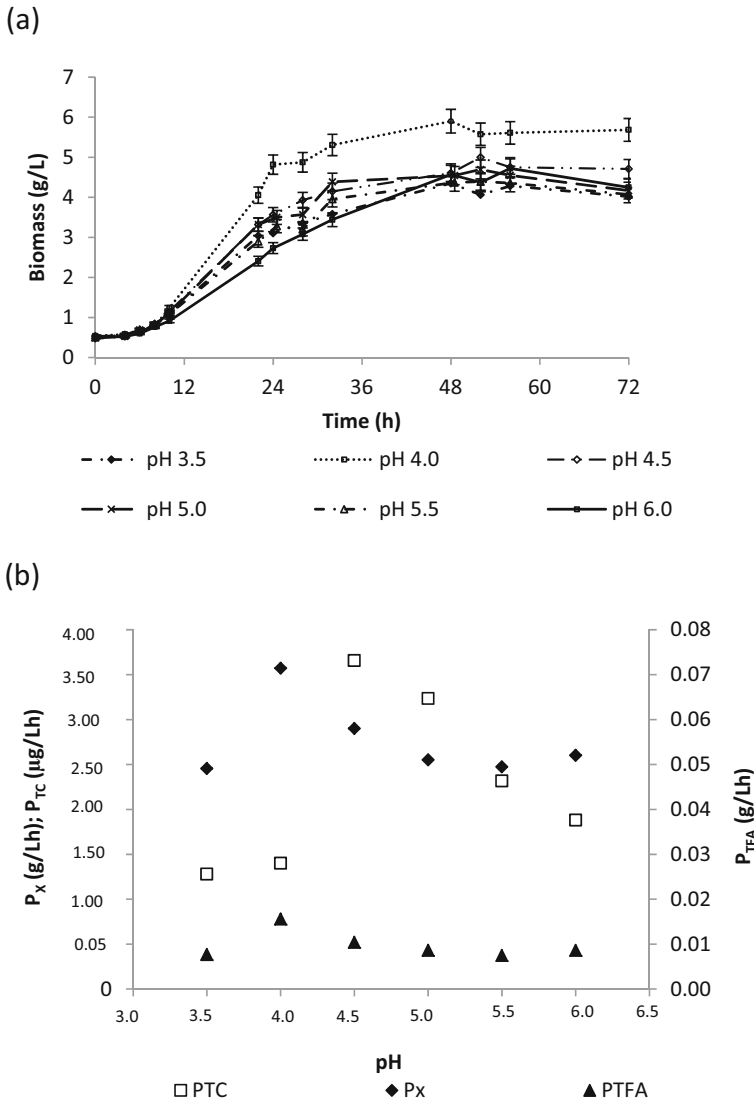 (a)
7
6
5
4
3
2
1
0
Biomass (g/L)
0 12 24 36 48 60 72
Time (h)
pH 3.5 pH 4.0 pH 4.5
pH 5.0 pH 5.5 pH 6.0
(b)
4.00
3.50
3.00
2.50
2.00
1.50
1.00
0.05
0
P_X (g/Lh); P_TC (µg/Lh)
0.08
0.07
0.06
0.05
0.04
0.03
0.02
0.01
0.00
P_TFA (g/Lh)
3.0 3.5 4.0 4.5 5.0 5.5 6.0 6.5
pH
PTC Px PTFA